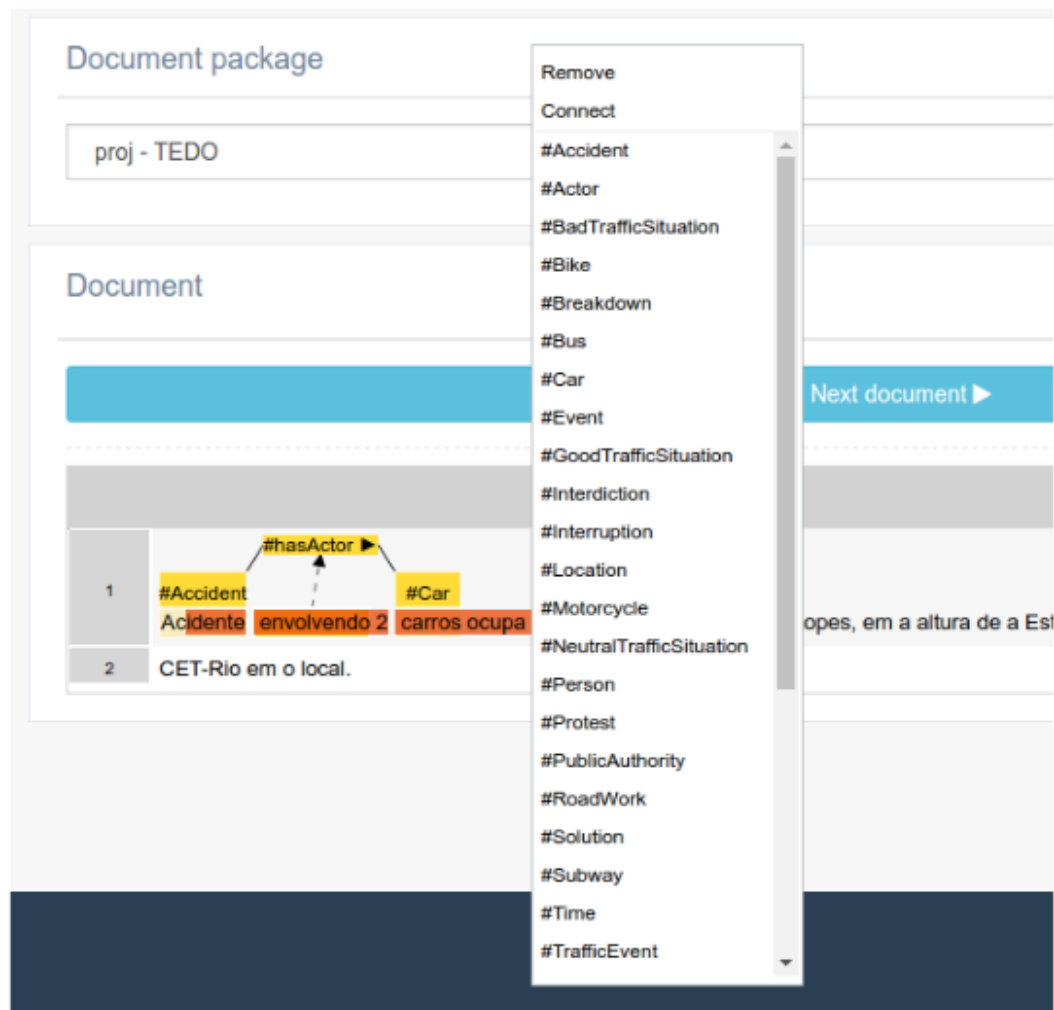 Document package
proj - TEDO
Document
Next document ▶
#hasActor ▶
#Accident #Car
1 Acidente envolvendo 2 carros ocupa opes, em a altura de a Est
2 CET-Rio em o local.
Remove
Connect
#Accident
#Actor
#BadTrafficSituation
#Bike
#Breakdown
#Bus
#Car
#Event
#GoodTrafficSituation
#Interdiction
#Interruption
#Location
#Motorcycle
#NeutralTrafficSituation
#Person
#Protest
#PublicAuthority
#RoadWork
#Solution
#Subway
#Time
#TrafficEvent